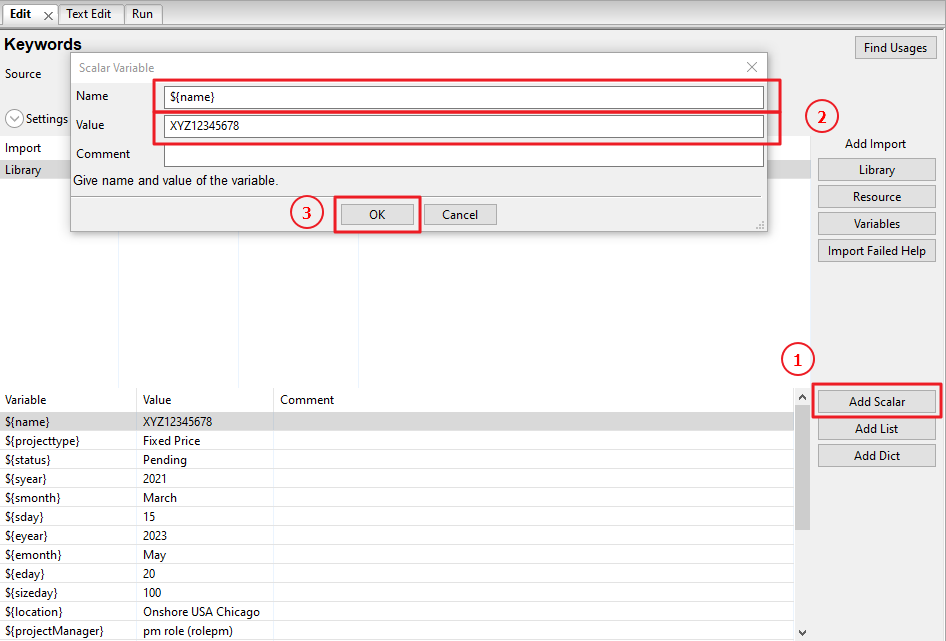 Edit Text Edit Run
Keywords
Find Usages
Source
Scalar Variable
Name ${name}
Settings
Value XYZ12345678
2
Import
Comment
Add Import
Library
Give name and value of the variable.
Library
Resource
3 OK Cancel
Variables
Import Failed Help
1
Variable Value Comment
Add Scalar
${name} XYZ12345678
Add List
${projecttype} Fixed Price
Add Dict
${status} Pending
${syear} 2021
${smonth} March
${sday} 15
${eyear} 2023
${emonth} May
${eday} 20
${sizeday} 100
${location} Onshore USA Chicago
${projectManager} pm role (rolepm)